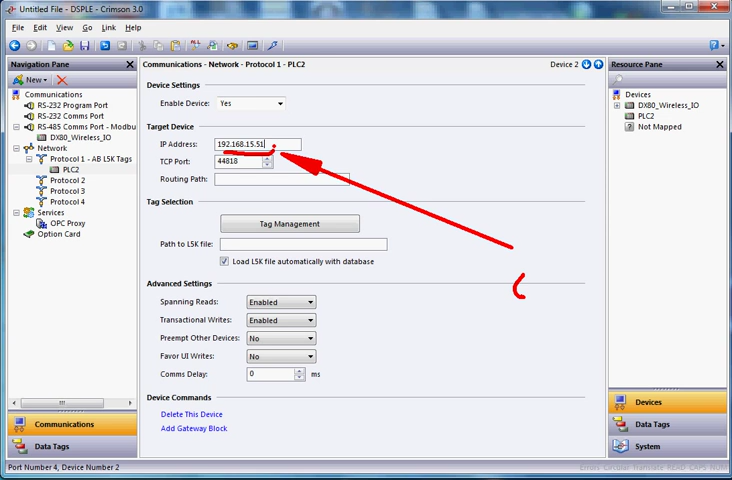 Untitled File - DSPLE - Crimson 3.0
File Edit View Go Link Help
Navigation Pane
New
Communications
RS-232 Program Port
RS-232 Comms Port
RS-485 Comms Port - Modbu
DX80_Wireless_IO
Network
Protocol 1 - AB L5K Tags
PLC2
Protocol 2
Protocol 3
Protocol 4
Services
OPC Proxy
Option Card
Communications
Data Tags
Communications - Network - Protocol 1 - PLC2
Device 2
Device Settings
Enable Device: Yes
Target Device
IP Address: 192.168.15.51
TCP Port: 44818
Routing Path:
Tag Selection
Tag Management
Path to L5K file:
Load L5K file automatically with database
Advanced Settings
Spanning Reads: Enabled
Transactional Writes: Enabled
Preempt Other Devices: No
Favor UI Writes: No
Comms Delay: 0 ms
Device Commands
Delete This Device
Add Gateway Block
Resource Pane
Devices
DX80_Wireless_IO
PLC2
Not Mapped
Devices
Data Tags
System
Port Number 4, Device Number 2
Errors Circular Translate READ CAPS NUM